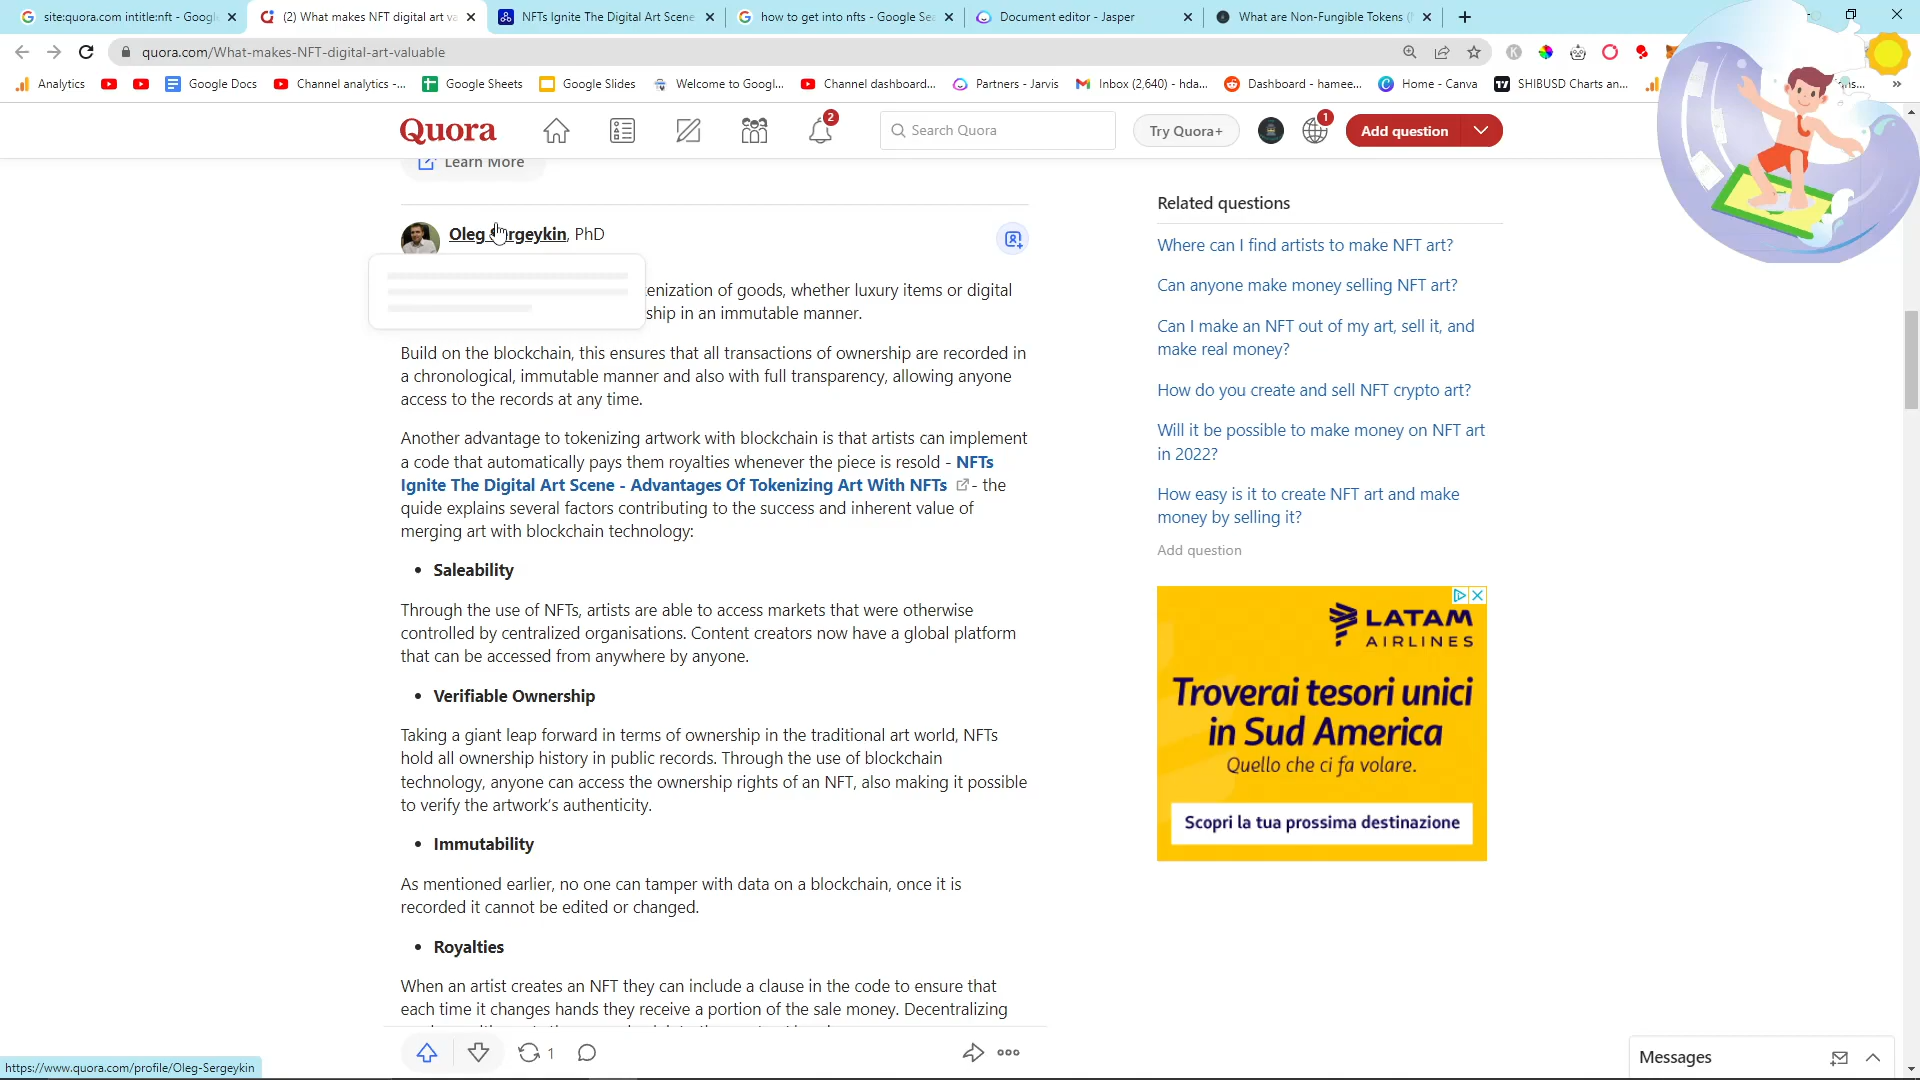 site:quora.com intitle:nft - Googl
(2) What makes NFT digital art va
NFTs Ignite The Digital Art Scene
how to get into nfts - Google Se
Document editor - Jasper
What are Non-Fungible Tokens (
quora.com/What-makes-NFT-digital-art-valuable
Analytics
Google Docs
Channel analytics -...
Google Sheets
Google Slides
Welcome to Googl...
Channel dashboard...
Partners - Jarvis
Inbox (2,640) - hda...
Dashboard - hamee...
Home - Canva
SHIBUSD Charts an...
Quora
2
Search Quora
Try Quora+
1
Add question
Learn More
Oleg Sergeykin, PhD
enization of goods, whether luxury items or digital
ship in an immutable manner.
Build on the blockchain, this ensures that all transactions of ownership are recorded in
a chronological, immutable manner and also with full transparency, allowing anyone
access to the records at any time.
Another advantage to tokenizing artwork with blockchain is that artists can implement
a code that automatically pays them royalties whenever the piece is resold - NFTs
Ignite The Digital Art Scene - Advantages Of Tokenizing Art With NFTs - the
quide explains several factors contributing to the success and inherent value of
merging art with blockchain technology:
• Saleability
Through the use of NFTs, artists are able to access markets that were otherwise
controlled by centralized organisations. Content creators now have a global platform
that can be accessed from anywhere by anyone.
• Verifiable Ownership
Taking a giant leap forward in terms of ownership in the traditional art world, NFTs
hold all ownership history in public records. Through the use of blockchain
technology, anyone can access the ownership rights of an NFT, also making it possible
to verify the artwork's authenticity.
• Immutability
As mentioned earlier, no one can tamper with data on a blockchain, once it is
recorded it cannot be edited or changed.
• Royalties
When an artist creates an NFT they can include a clause in the code to ensure that
each time it changes hands they receive a portion of the sale money. Decentralizing
1
Related questions
Where can I find artists to make NFT art?
Can anyone make money selling NFT art?
Can I make an NFT out of my art, sell it, and
make real money?
How do you create and sell NFT crypto art?
Will it be possible to make money on NFT art
in 2022?
How easy is it to create NFT art and make
money by selling it?
Add question
LATAM
AIRLINES
Troverai tesori unici
in Sud America
Quello che ci fa volare.
Scopri la tua prossima destinazione
Messages
https://www.quora.com/profile/Oleg-Sergeykin